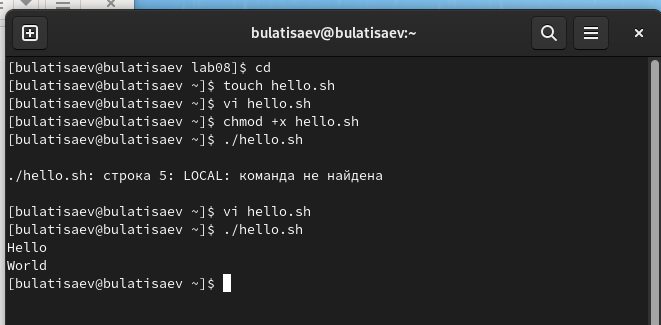 bulatisaev@bulatisaev:~
[bulatisaev@bulatisaev lab08]$ cd
[bulatisaev@bulatisaev ~]$ touch hello.sh
[bulatisaev@bulatisaev ~]$ vi hello.sh
[bulatisaev@bulatisaev ~]$ chmod +x hello.sh
[bulatisaev@bulatisaev ~]$ ./hello.sh
./hello.sh: строка 5: LOCAL: команда не найдена
[bulatisaev@bulatisaev ~]$ vi hello.sh
[bulatisaev@bulatisaev ~]$ ./hello.sh
Hello
World
[bulatisaev@bulatisaev ~]$